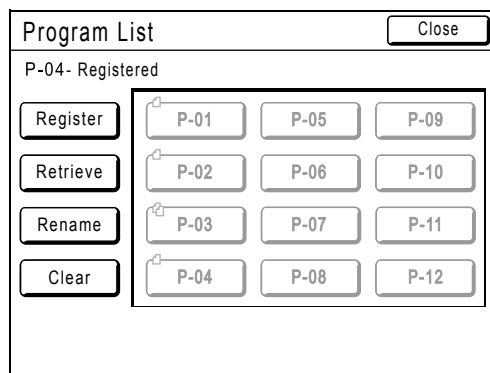 Program List Close
P-04- Registered
Register P-01 P-05 P-09
Retrieve P-02 P-06 P-10
Rename P-03 P-07 P-11
Clear P-04 P-08 P-12